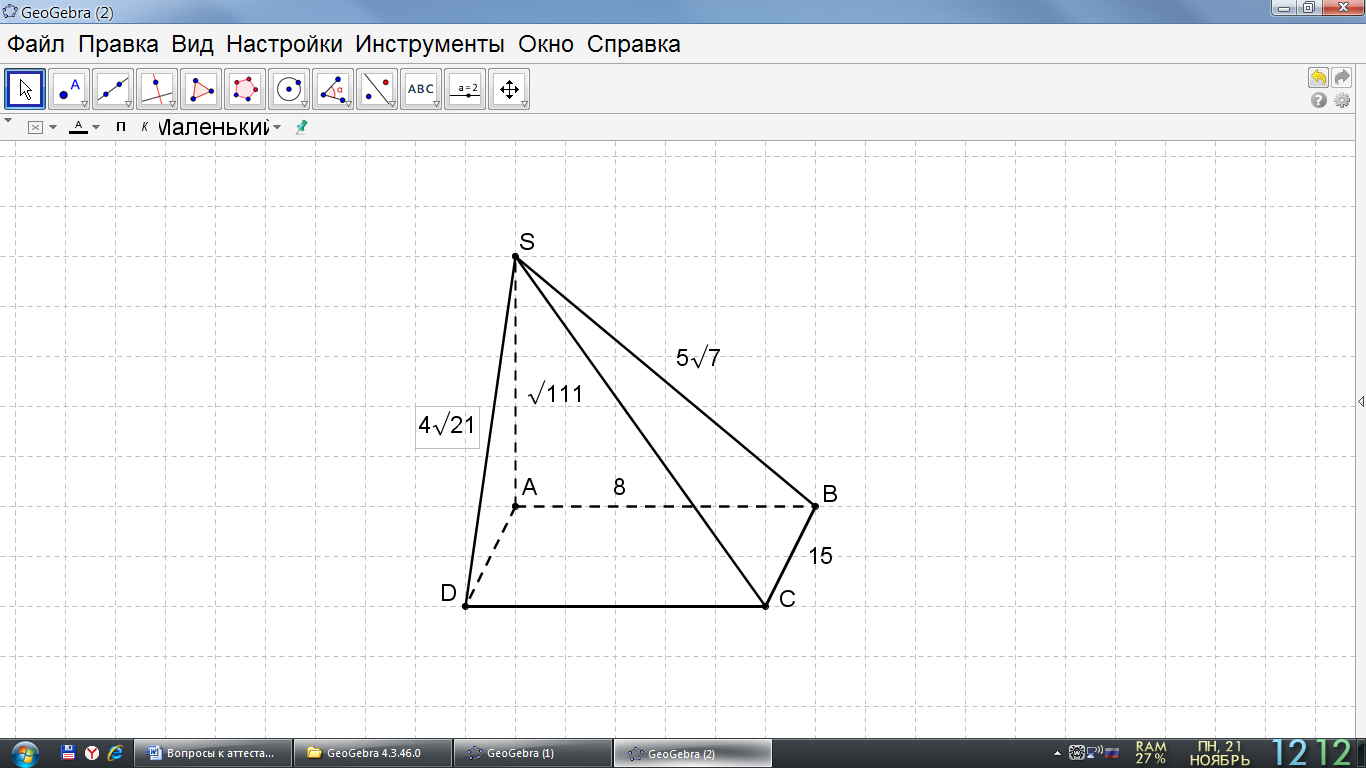 GeoGebra (2)
Файл Правка Вид Настройки Инструменты Окно Справка
A
α
ABC
a = 2
П К Маленький
S
5√7
√111
4√21
A 8 B
15
D C
Вопросы к аттеста... GeoGebra 4.3.46.0 GeoGebra (1) GeoGebra (2)
RAM 27% ПН, 21 НОЯБРЬ 12 12